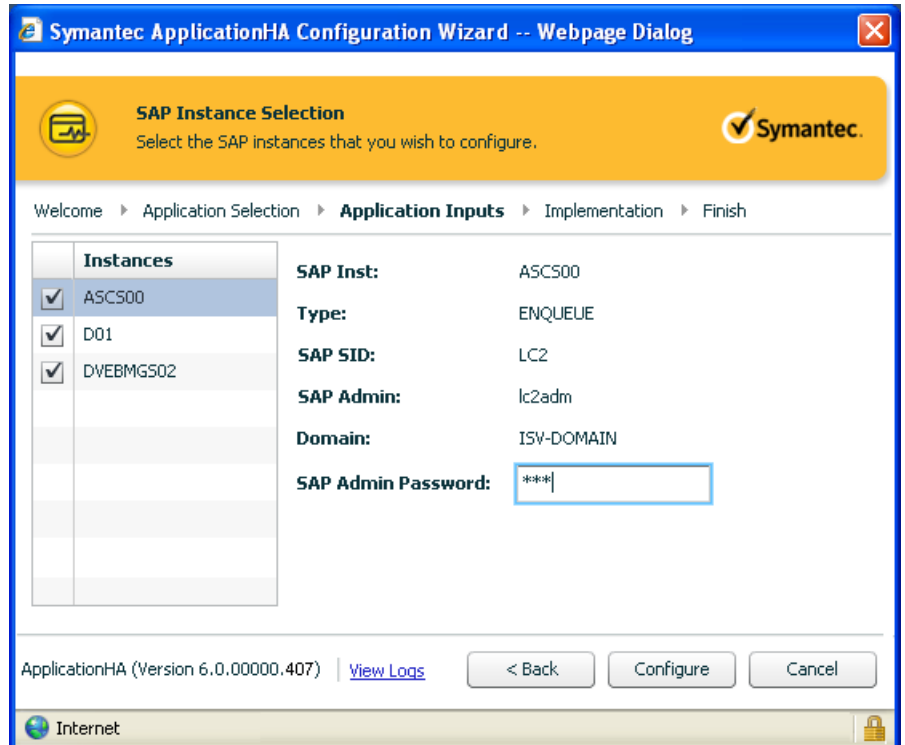 Symantec ApplicationHA Configuration Wizard -- Webpage Dialog
SAP Instance Selection
Select the SAP instances that you wish to configure.
Symantec.
Welcome Application Selection Application Inputs Implementation Finish
Instances
ASCS00
D01
DVEBMGS02
SAP Inst: ASCS00
Type: ENQUEUE
SAP SID: LC2
SAP Admin: lc2adm
Domain: ISV-DOMAIN
SAP Admin Password: ***
ApplicationHA (Version 6.0.00000.407) View Logs < Back Configure Cancel
Internet